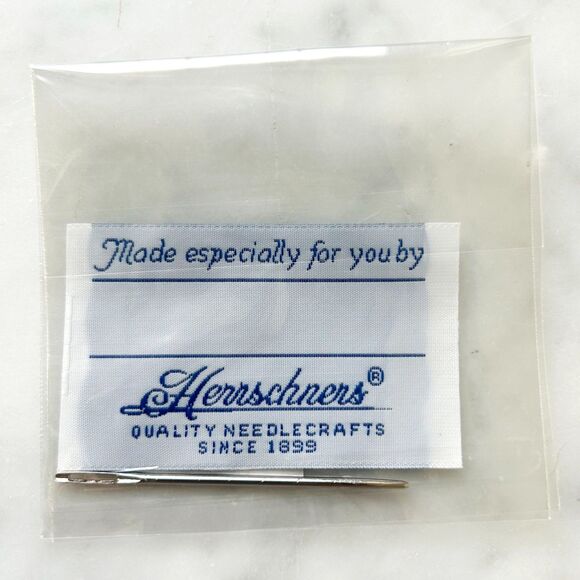 Made especially for you by
Herrschners®
QUALITY NEEDLECRAFTS
SINCE 1899